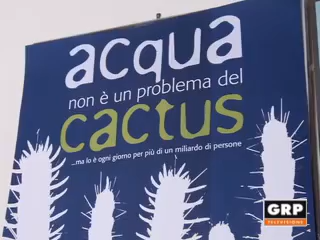 acqua
non è un problema del
cactus
...ma lo è ogni giorno per più di un miliardo di persone
GRP
TELEVISIONE